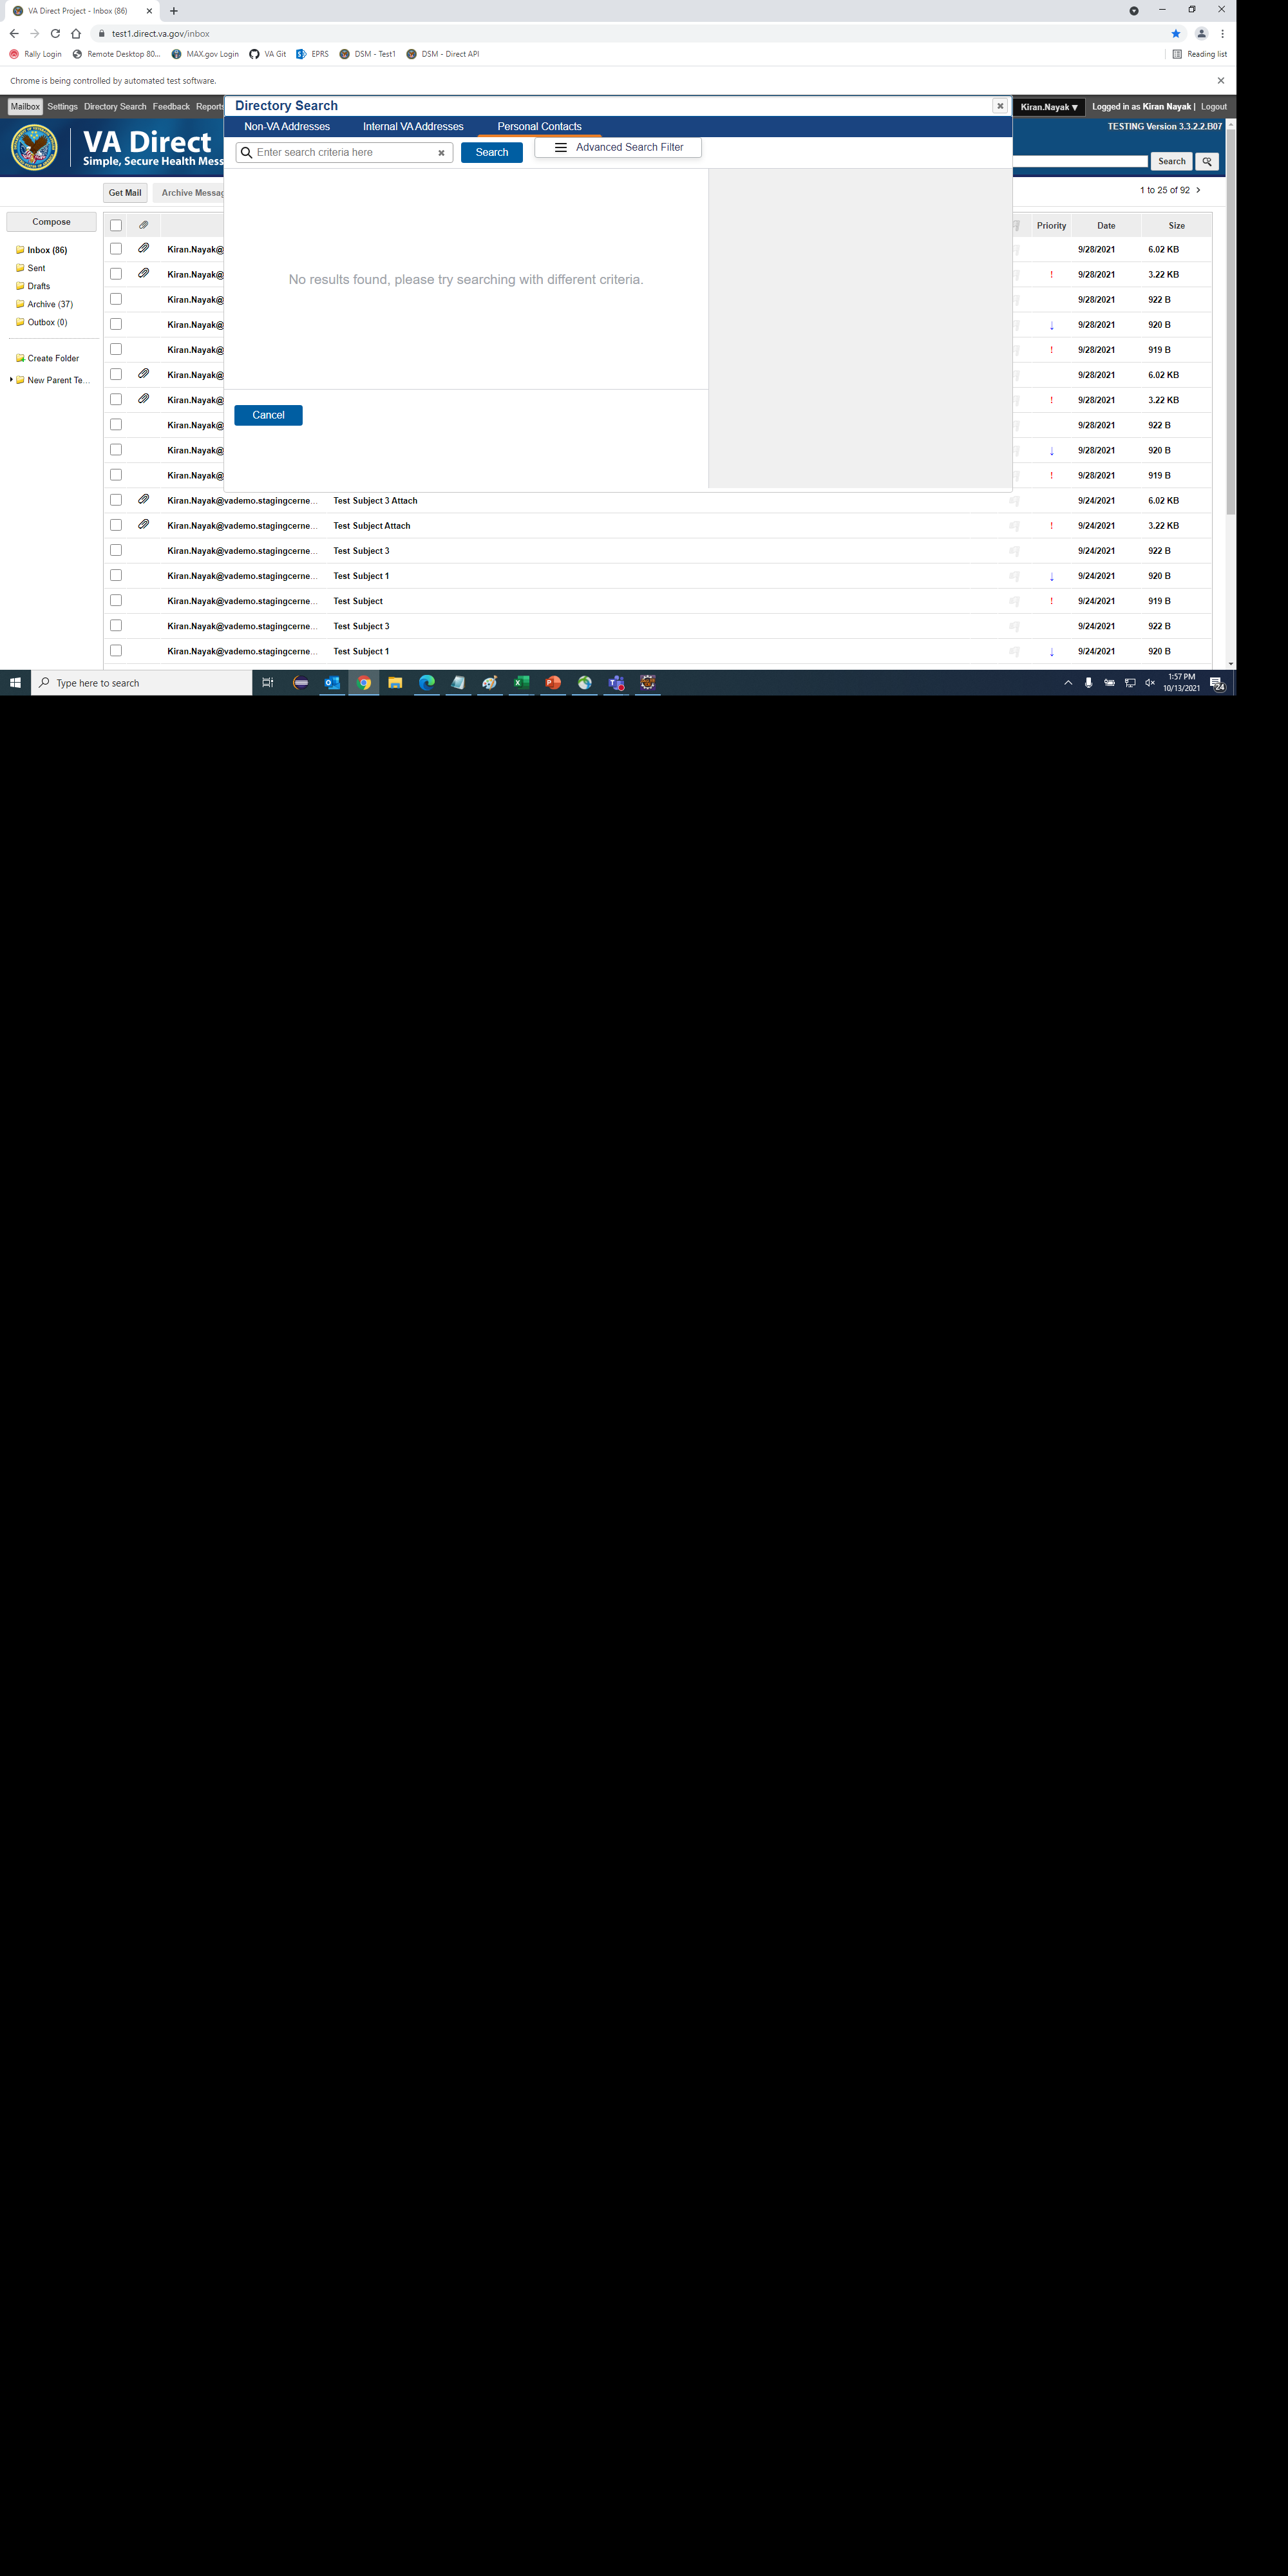 VA Direct Project - Inbox (86)
test1.direct.va.gov/inbox
Rally Login Remote Desktop 80... MAX.gov Login VA Git EPRS DSM - Test1 DSM - Direct API Reading list
Chrome is being controlled by automated test software.
Mailbox Settings Directory Search Feedback Reports Kiran.Nayak ▼ Logged in as Kiran Nayak | Logout
Directory Search
Non-VA Addresses Internal VA Addresses Personal Contacts
TESTING Version 3.3.2.2.B07
VA Direct
Simple, Secure Health Mess
Enter search criteria here Search Advanced Search Filter
Search
Get Mail Archive Messag 1 to 25 of 92
Compose
Priority Date Size
Inbox (86)
Sent
Drafts
Archive (37)
Outbox (0)
Create Folder
New Parent Te...
No results found, please try searching with different criteria.
Cancel
Kiran.Nayak@ 9/28/2021 6.02 KB
Kiran.Nayak@ ! 9/28/2021 3.22 KB
Kiran.Nayak@ 9/28/2021 922 B
Kiran.Nayak@ ↓ 9/28/2021 920 B
Kiran.Nayak@ ! 9/28/2021 919 B
Kiran.Nayak@ 9/28/2021 6.02 KB
Kiran.Nayak@ ! 9/28/2021 3.22 KB
Kiran.Nayak@ 9/28/2021 922 B
Kiran.Nayak@ ↓ 9/28/2021 920 B
Kiran.Nayak@ ! 9/28/2021 919 B
Kiran.Nayak@vademo.stagingcerne... Test Subject 3 Attach 9/24/2021 6.02 KB
Kiran.Nayak@vademo.stagingcerne... Test Subject Attach ! 9/24/2021 3.22 KB
Kiran.Nayak@vademo.stagingcerne... Test Subject 3 9/24/2021 922 B
Kiran.Nayak@vademo.stagingcerne... Test Subject 1 ↓ 9/24/2021 920 B
Kiran.Nayak@vademo.stagingcerne... Test Subject ! 9/24/2021 919 B
Kiran.Nayak@vademo.stagingcerne... Test Subject 3 9/24/2021 922 B
Kiran.Nayak@vademo.stagingcerne... Test Subject 1 ↓ 9/24/2021 920 B
Type here to search
1:57 PM
10/13/2021
24